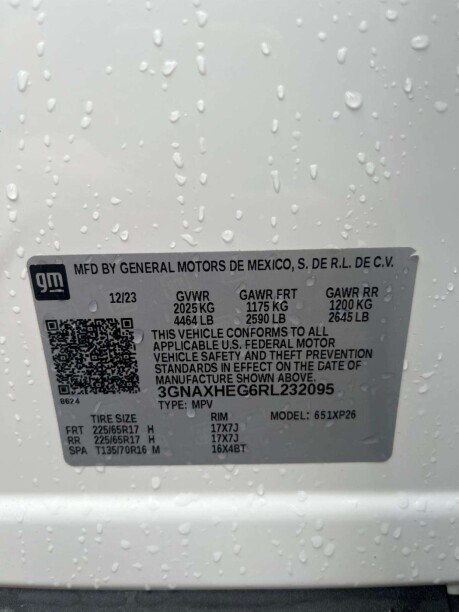 gm
MFD BY GENERAL MOTORS DE MEXICO, S. DE R.L. DE C.V.
12/23 GVWR GAWR FRT GAWR RR
2025 KG 1175 KG 1200 KG
4464 LB 2590 LB 2645 LB
THIS VEHICLE CONFORMS TO ALL
APPLICABLE U.S. FEDERAL MOTOR
VEHICLE SAFETY AND THEFT PREVENTION
STANDARDS IN EFFECT ON THE DATE OF
MANUFACTURE SHOWN ABOVE.
3GNAXHEG6RL232095
8624 TYPE: MPV MODEL: 651XP26
TIRE SIZE RIM
FRT 225/65R17 H 17X7J
RR 225/65R17 H 17X7J
SPA T135/70R16 M 16X4BT